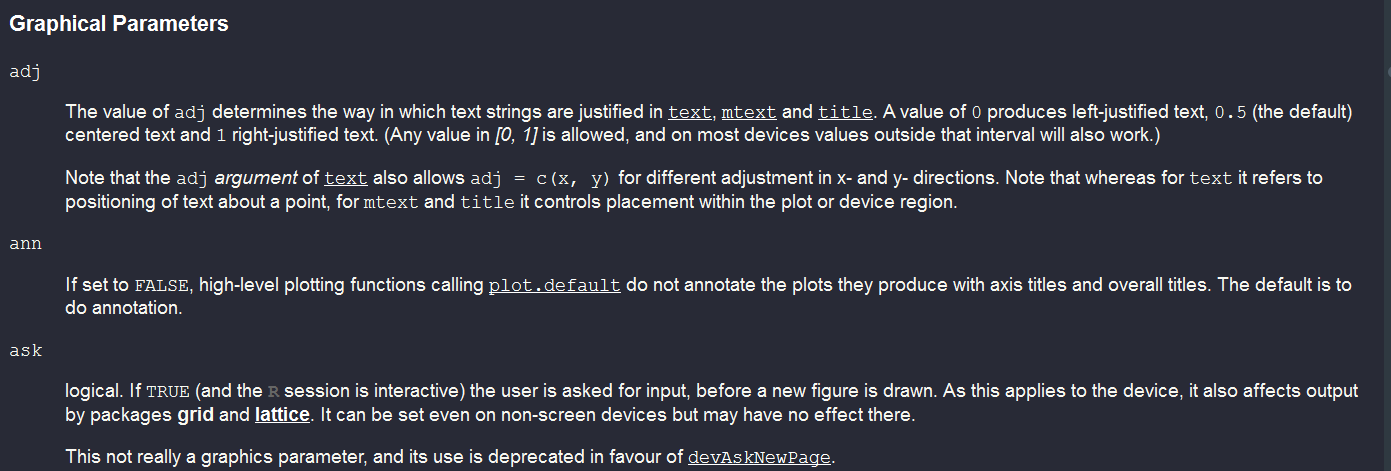 Graphical Parameters
adj
The value of adj determines the way in which text strings are justified in text, mtext and title. A value of 0 produces left-justified text, 0.5 (the default)
centered text and 1 right-justified text. (Any value in [0, 1] is allowed, and on most devices values outside that interval will also work.)
Note that the adj argument of text also allows adj = c(x, y) for different adjustment in x- and y- directions. Note that whereas for text it refers to
positioning of text about a point, for mtext and title it controls placement within the plot or device region.
ann
If set to FALSE, high-level plotting functions calling plot.default do not annotate the plots they produce with axis titles and overall titles. The default is to
do annotation.
ask
logical. If TRUE (and the R session is interactive) the user is asked for input, before a new figure is drawn. As this applies to the device, it also affects output
by packages grid and lattice. It can be set even on non-screen devices but may have no effect there.
This not really a graphics parameter, and its use is deprecated in favour of devAskNewPage.